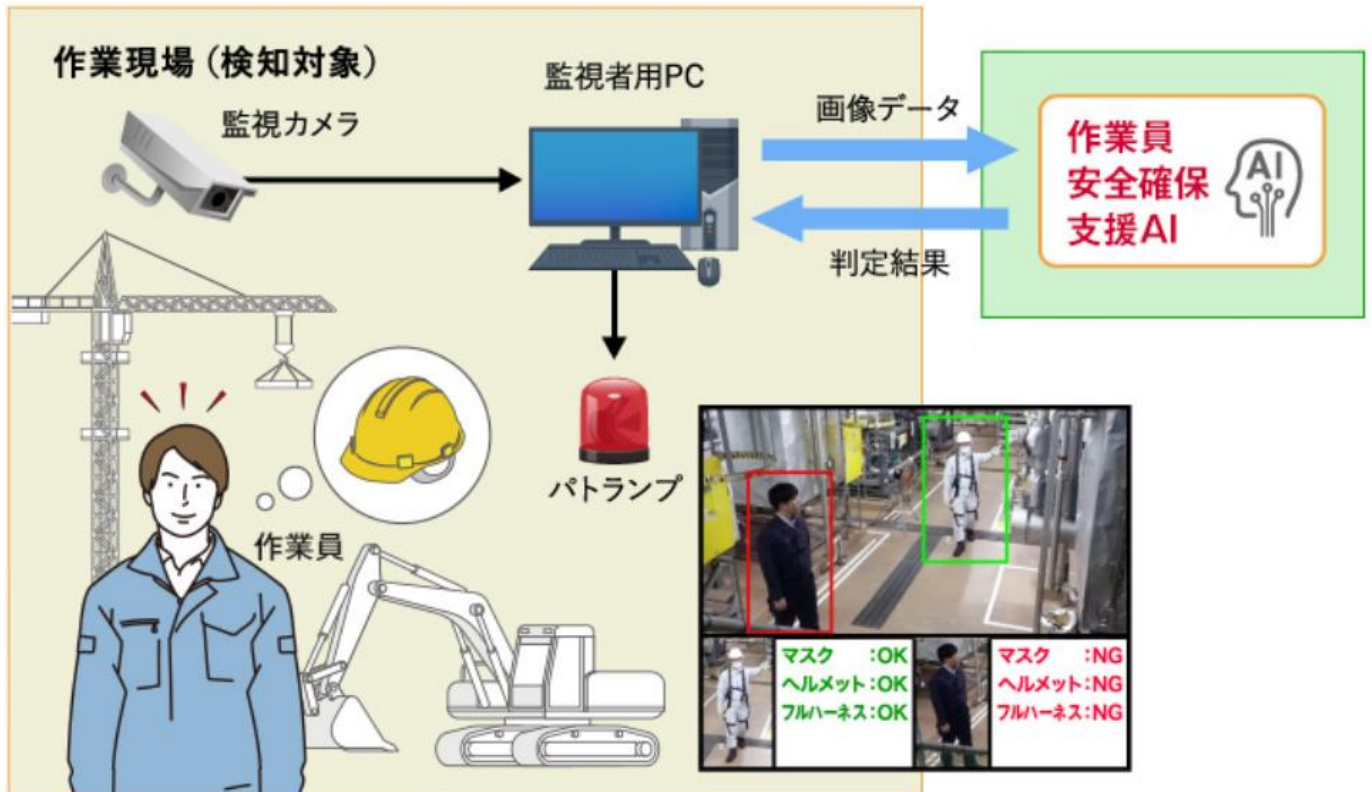 作業現場（検知対象）
監視カメラ
監視者用PC
画像データ
判定結果
作業員
安全確保
支援AI
AI
パトランプ
作業員
マスク　:OK
ヘルメット:OK
フルハーネス:OK
マスク　:NG
ヘルメット:NG
フルハーネス:NG